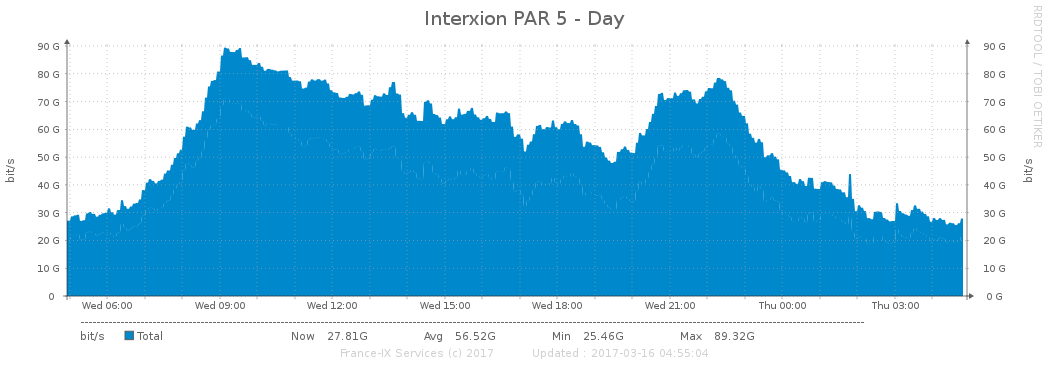 Interxion PAR 5 - Day
RRDTOOL / TOBI OETIKER
bit/s
90 G 90 G
80 G 80 G
70 G 70 G
60 G 60 G
50 G 50 G
40 G 40 G
30 G 30 G
20 G 20 G
10 G 10 G
0 0 G
bit/s
Wed 06:00 Wed 09:00 Wed 12:00 Wed 15:00 Wed 18:00 Wed 21:00 Thu 00:00 Thu 03:00
bit/s Total Now 27.81G Avg 56.52G Min 25.46G Max 89.32G
France-IX Services (c) 2017 Updated : 2017-03-16 04:55:04